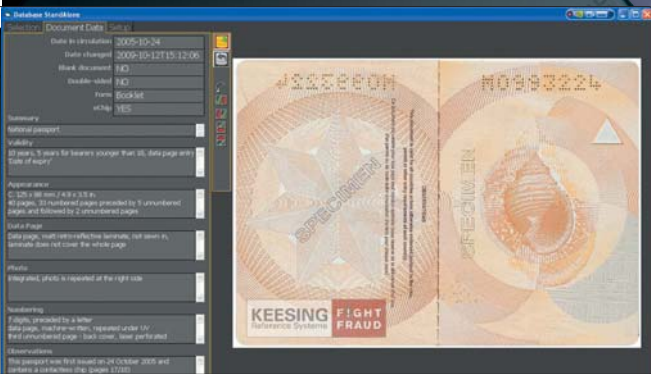 Database StandAlone
Selection Document Data Setup
Date in circulation 2005-10-24
Date changed 2009-10-12T15:12:06
Blank document NO
Double-sided NO
Form Booklet
eChip YES
Summary
National passport
Validity
10 years, 5 years for bearers younger than 18, data page entry
'Date of expiry'
Appearance
C. 125 x 88 mm / 4.9 x 3.5 in.
40 pages, 33 numbered pages preceded by 5 unnumbered
pages and followed by 2 unnumbered pages
Data Page
Data page, matt retro-reflective laminate, not sewn in,
laminate does not cover the whole page
Photo
Integrated, photo is repeated at the right side
Numbering
7 digits, preceded by a letter
data page, machine-written, repeated under UV
third unnumbered page - back cover, laser perforated
Observations
This passport was first issued on 24 October 2005 and
contains a contactless chip (pages 17/18)
M0993224
SPECIMEN
SPECIMEN
KEESING
Reference Systems
FIGHT
FRAUD